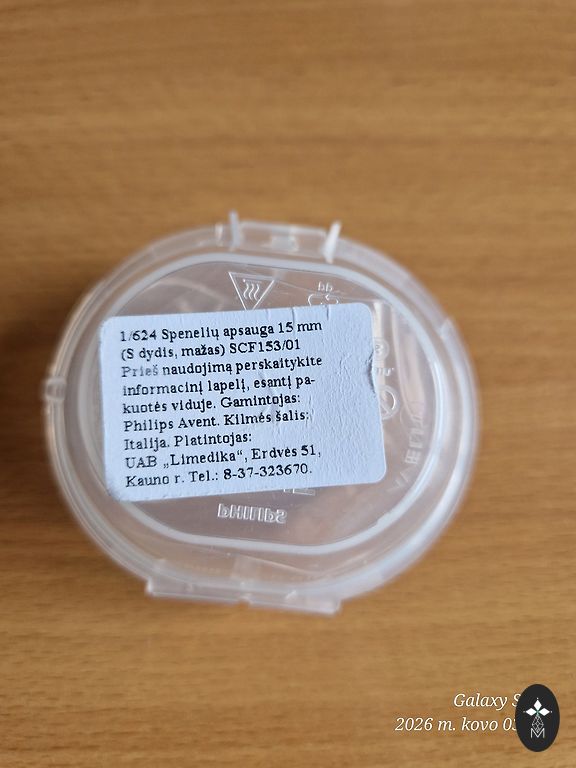 1/624 Spenelių apsauga 15 mm
(S dydis, mažas) SCF153/01
Prieš naudojimą perskaitykite
informacinį lapelį, esantį pa-
kuotės viduje. Gamintojas:
Philips Avent. Kilmės šalis:
Italija. Platintojas:
UAB „Limedika“, Erdvės 51,
Kauno r. Tel.: 8-37-323670.
PHILIPS
Galaxy
2026 m. kovo
M